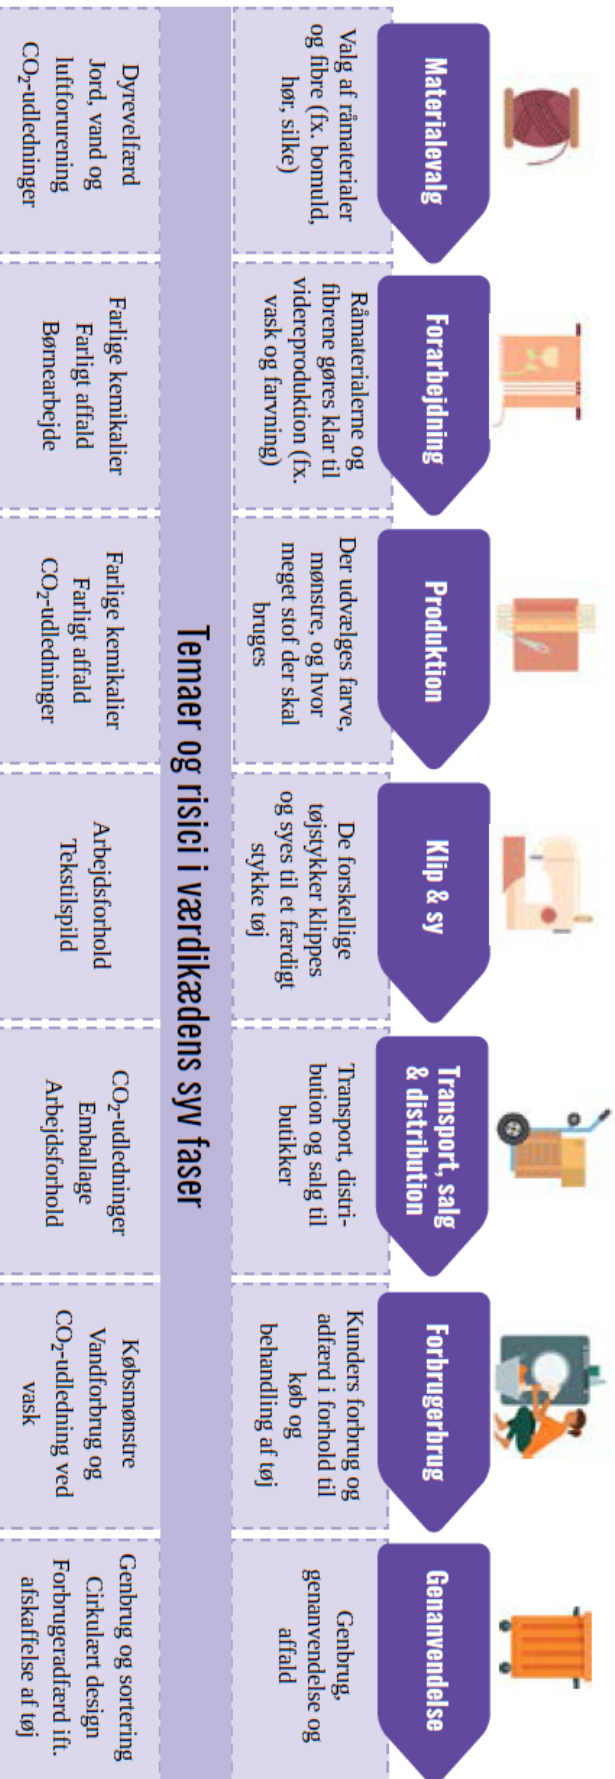 Materialevalg
Forarbejdning
Produktion
Klip & sy
Transport, salg
& distribution
Forbrugerbrug
Genanvendelse
Valg af råmaterialer
og fibre (fx. bomuld,
hør, silke)
Råmaterialerne og
fibrene gøres klar til
videreproduktion (fx.
vask og farvning)
Der udvælges farve,
mønstre, og hvor
meget stof der skal
bruges
De forskellige
tøjstykker klippes
og syes til et færdigt
stykke tøj
Transport, distri-
bution og salg til
butikker
Kunders forbrug og
adfærd i forhold til
køb og
behandling af tøj
Genbrug,
genanvendelse og
affald
Temaer og risici i værdikædens syv faser
Dyrevelfærd
Jord, vand og
luftforurening
CO₂-udledninger
Farlige kemikalier
Farligt affald
Børnearbejde
Farlige kemikalier
Farligt affald
CO₂-udledninger
Arbejdsforhold
Tekstilspild
CO₂-udledninger
Emballage
Arbejdsforhold
Købsmønstre
Vandforbrug og
CO₂-udledning ved
vask
Genbrug og sortering
Cirkulært design
Forbrugeradfærd ift.
afskaffelse af tøj